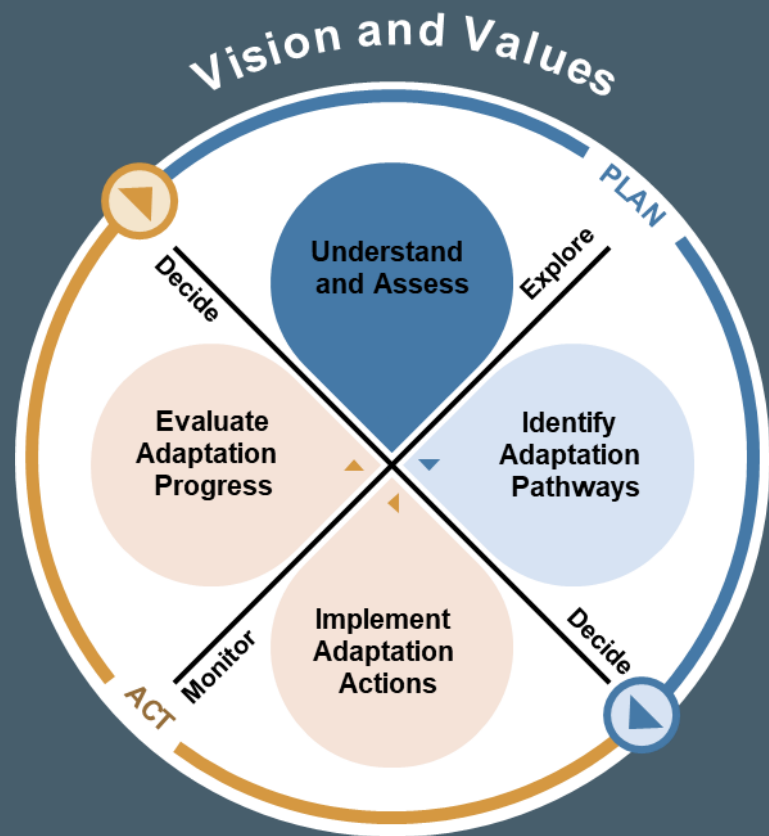 Vision and Values
PLAN
Understand
and Assess
Explore
Decide
Evaluate
Adaptation
Progress
Identify
Adaptation
Pathways
Implement
Adaptation
Actions
Decide
Monitor
ACT